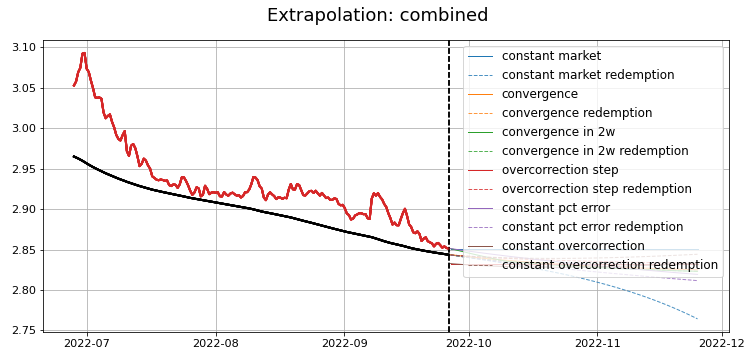 Extrapolation: combined
3.10
3.05
3.00
2.95
2.90
2.85
2.80
2.75
constant market
constant market redemption
convergence
convergence redemption
convergence in 2w
convergence in 2w redemption
overcorrection step
overcorrection step redemption
constant pct error
constant pct error redemption
constant overcorrection
constant overcorrection redemption
2022-07 2022-08 2022-09 2022-10 2022-11 2022-12